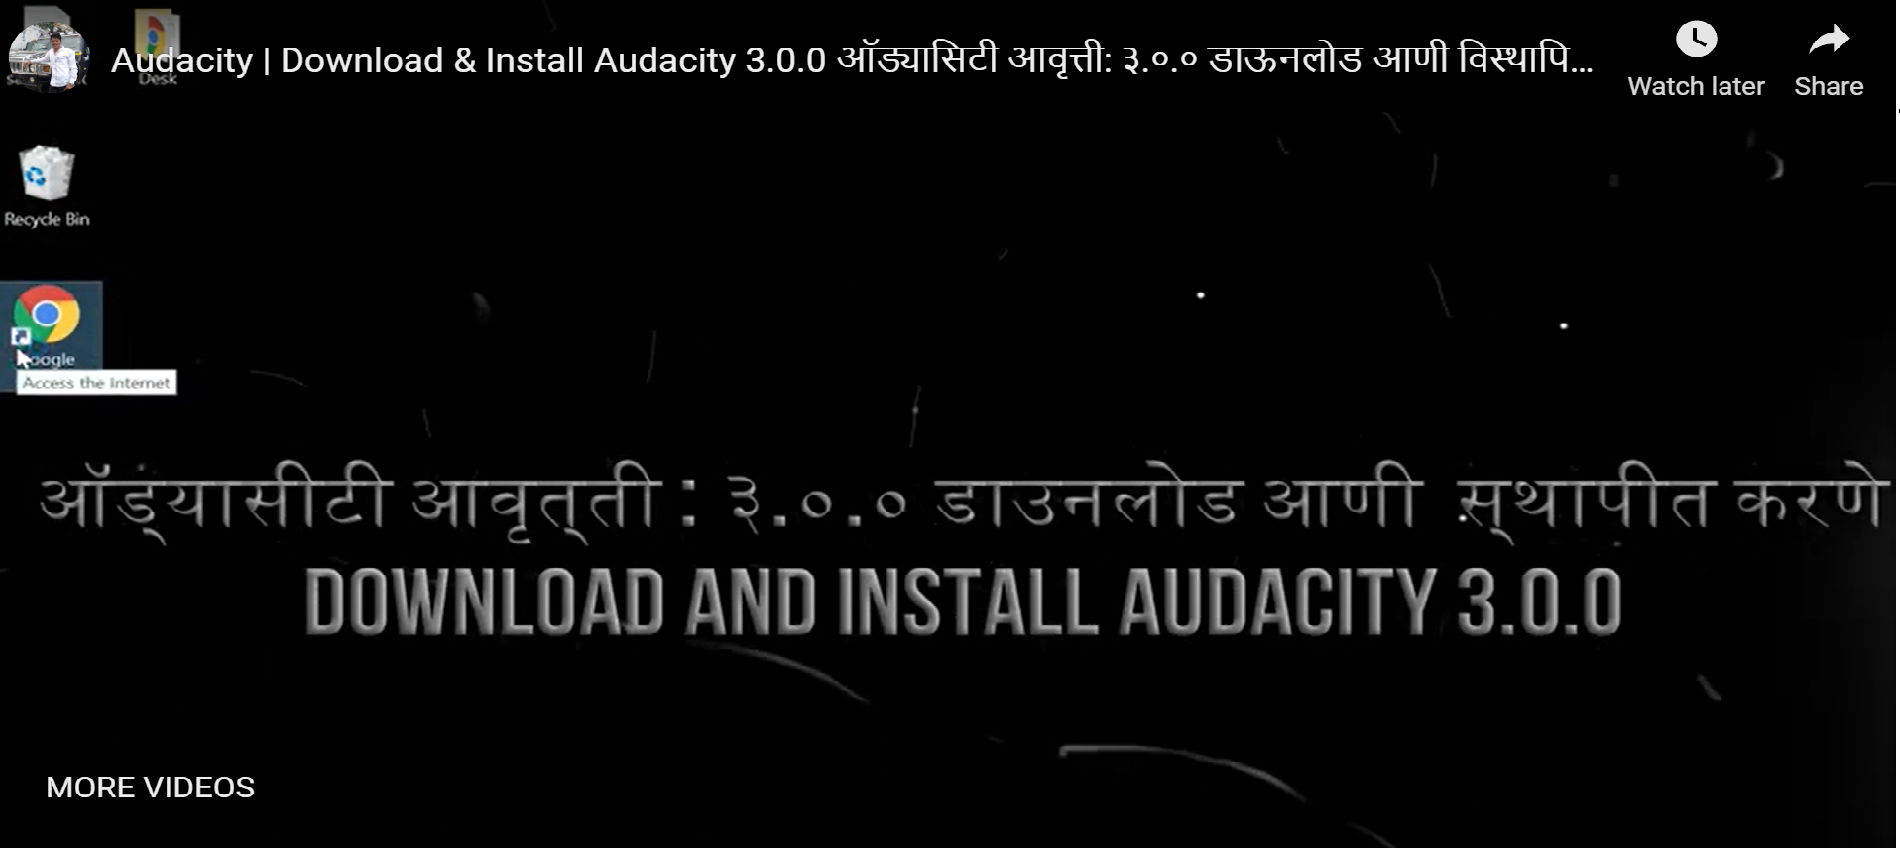 Audacity | Download & Install Audacity 3.0.0 ऑड्यासिटी आवृत्ती: ३.०.० डाऊनलोड आणी विस्थापि...
Watch later
Share
Desk
Recycle Bin
Google
Access the Internet
ऑड्यासीटी आवृत्ती : ३.०.० डाउनलोड आणी स्थापीत करणे
DOWNLOAD AND INSTALL AUDACITY 3.0.0
MORE VIDEOS